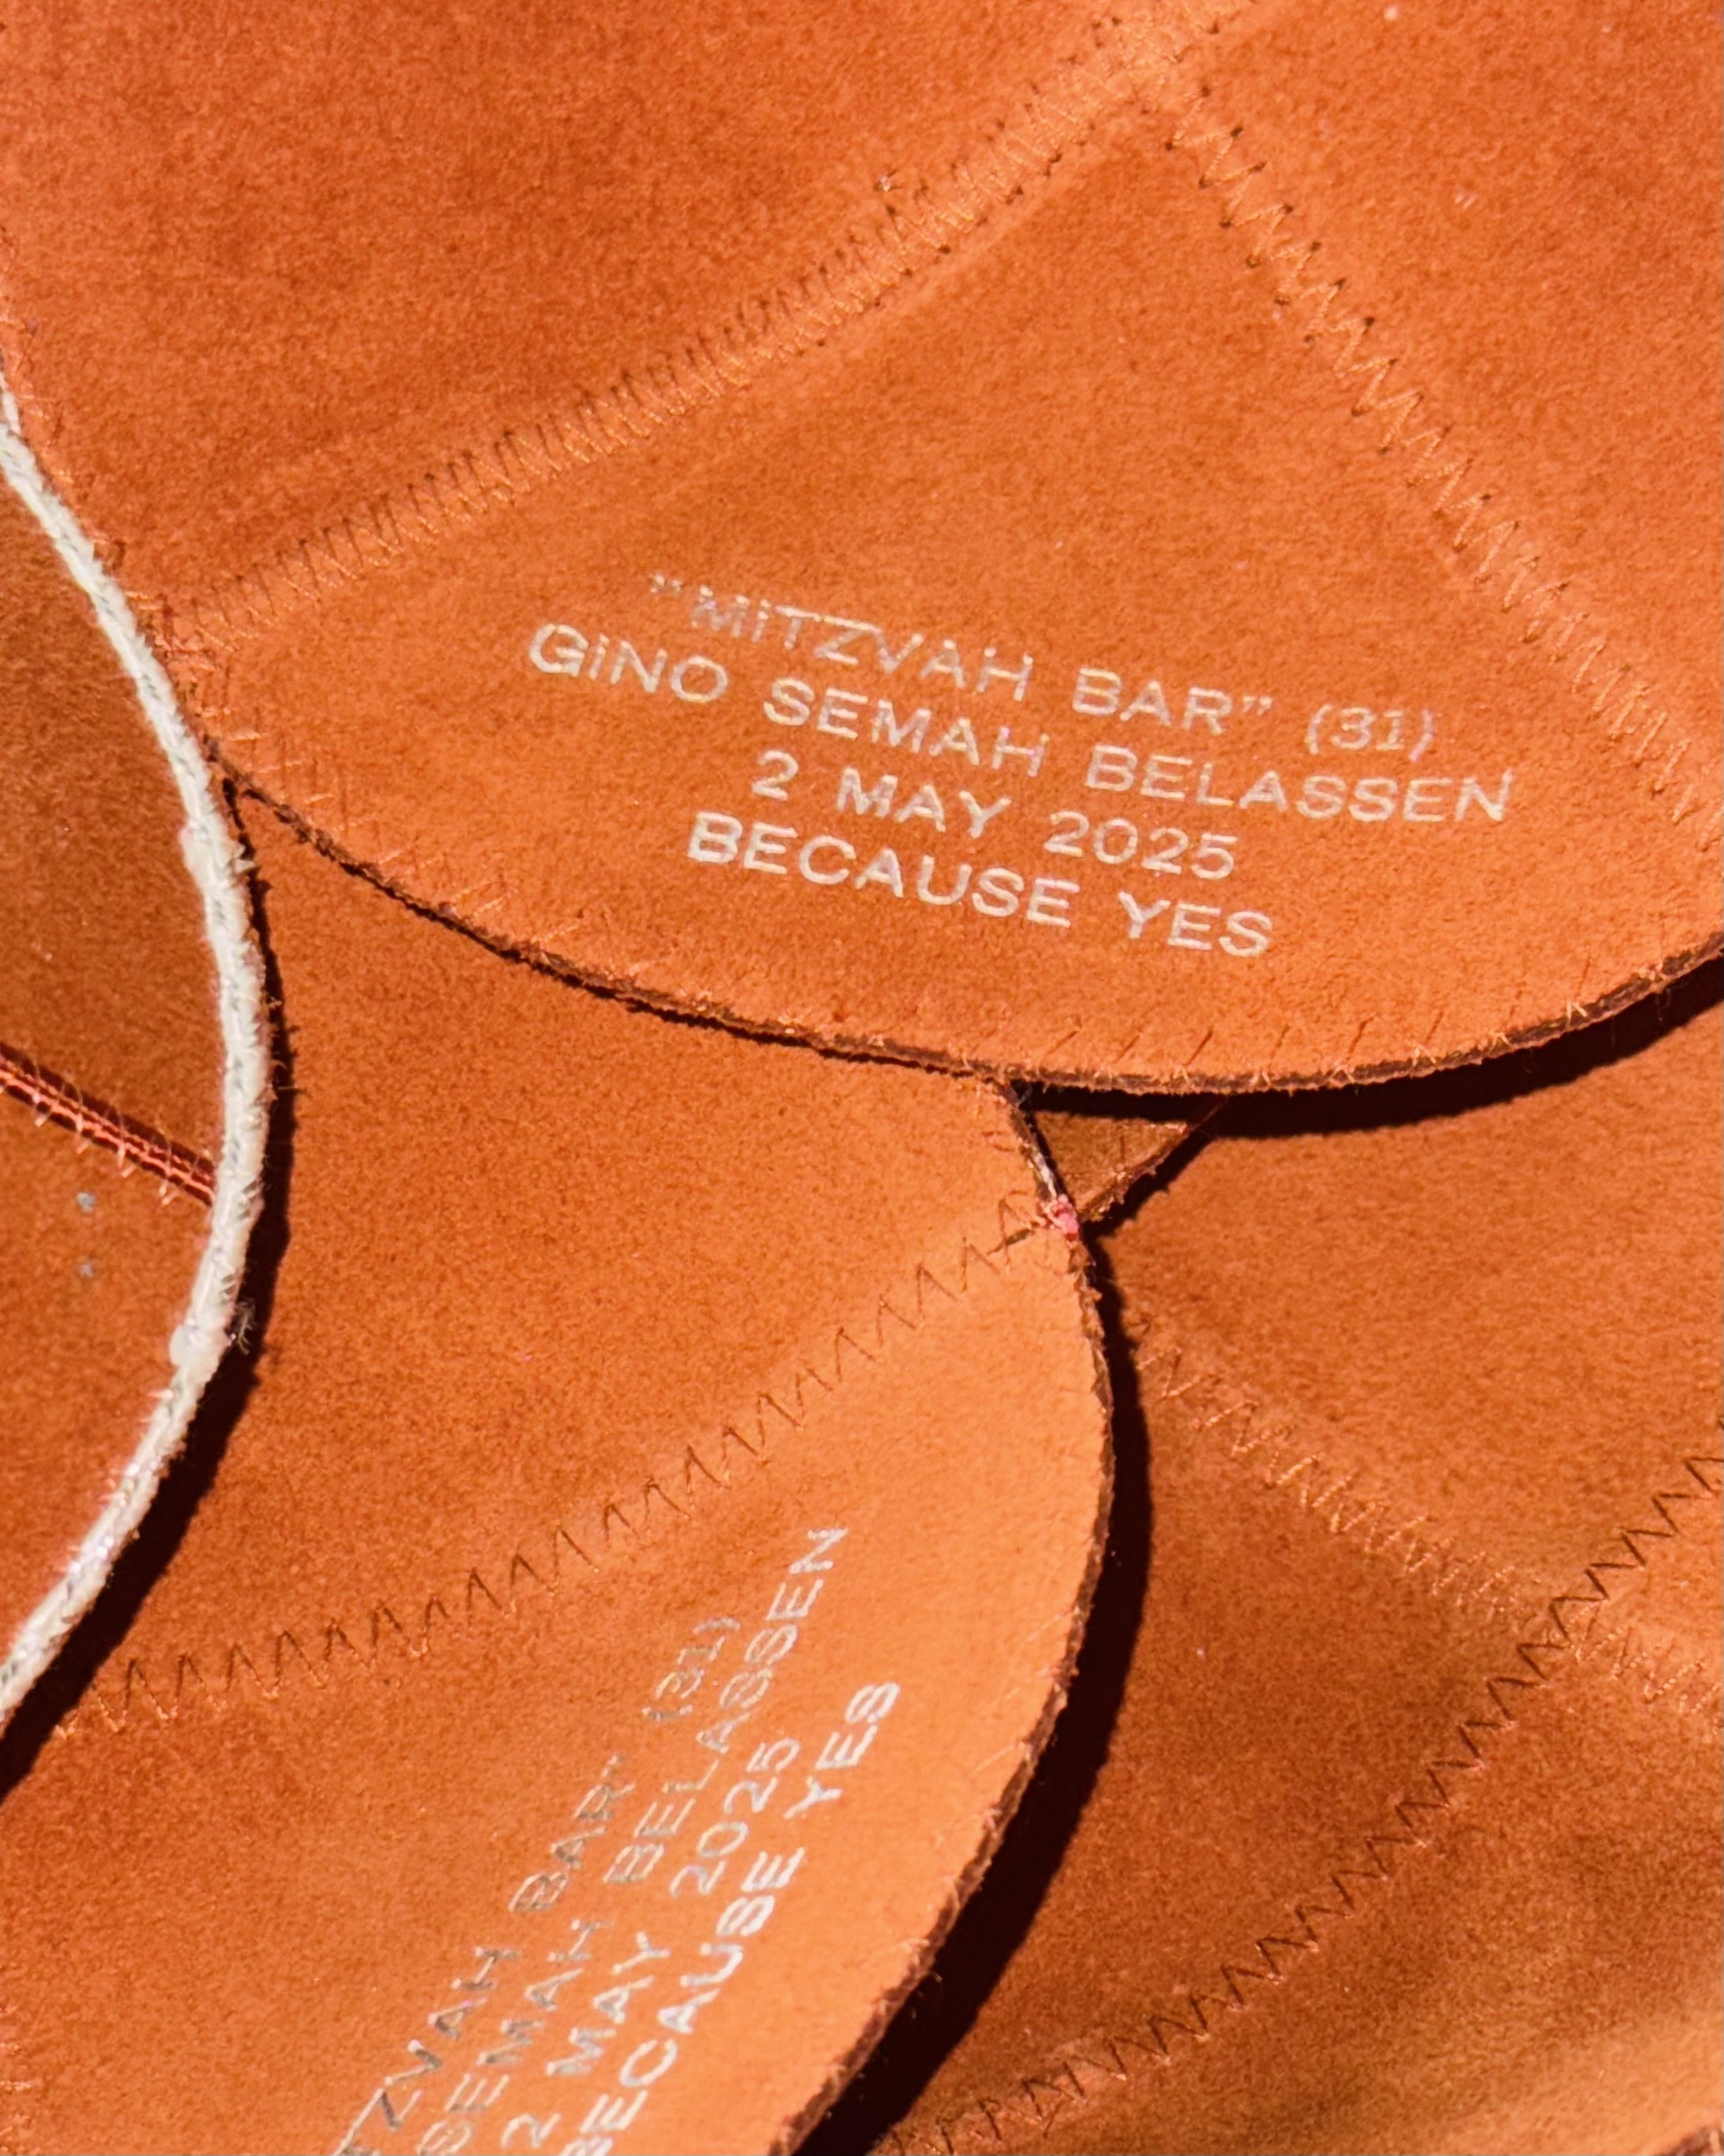 "MiTZVAH BAR" (31)
GiNO SEMAH BELASSEN
2 MAY 2025
BECAUSE YES
TZVAH BAR" (31)
SEMAH BELASSEN
2 MAY 2025
BECAUSE YES